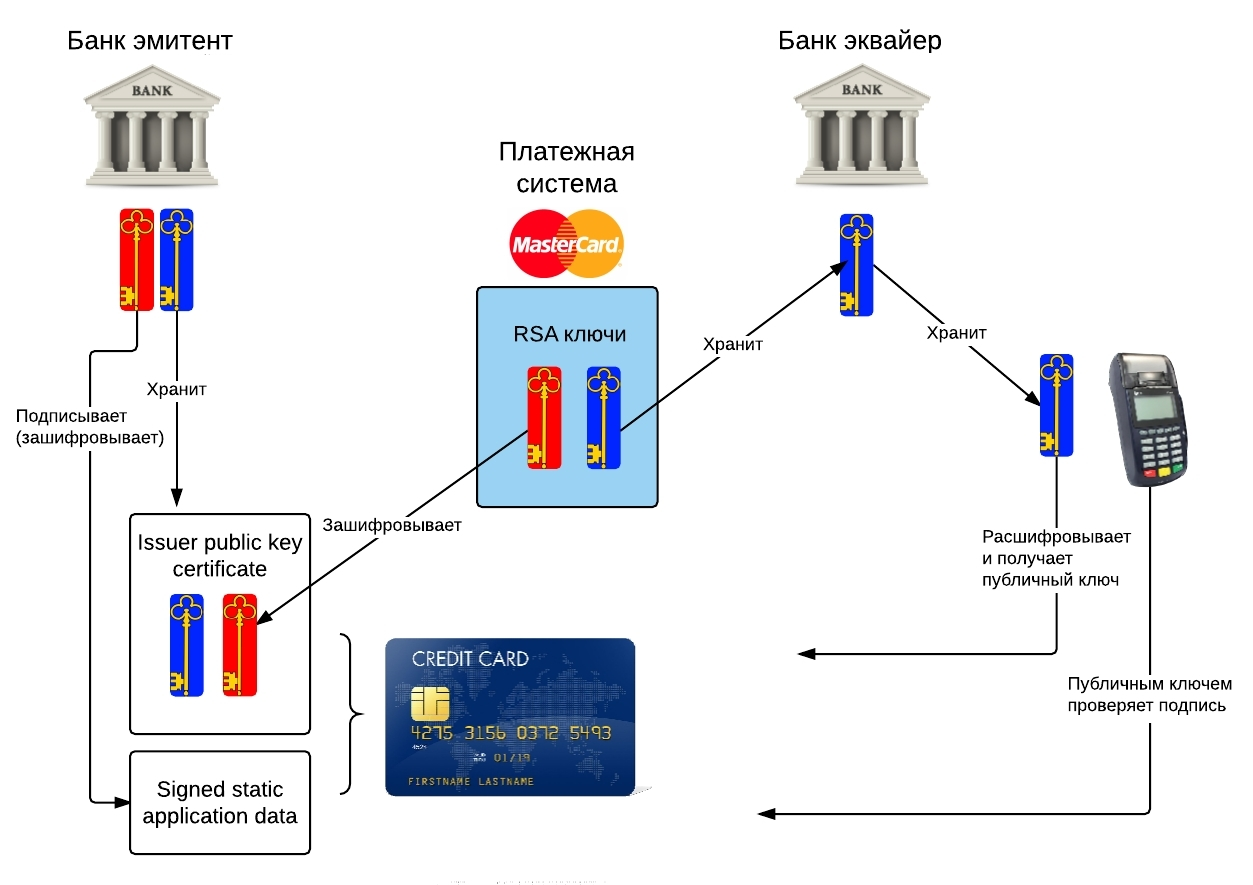 Банк эмитент
BANK
Банк эквайер
BANK
Платежная
система
MasterCard
RSA ключи
Хранит
Хранит
Хранит
Подписывает
(зашифровывает)
Зашифровывает
Issuer public key
certificate
Signed static
application data
CREDIT CARD
4275 3156 0372 5493
01/19
FIRSTNAME LASTNAME
Расшифровывает
и получает
публичный ключ
Публичным ключем
проверяет подпись